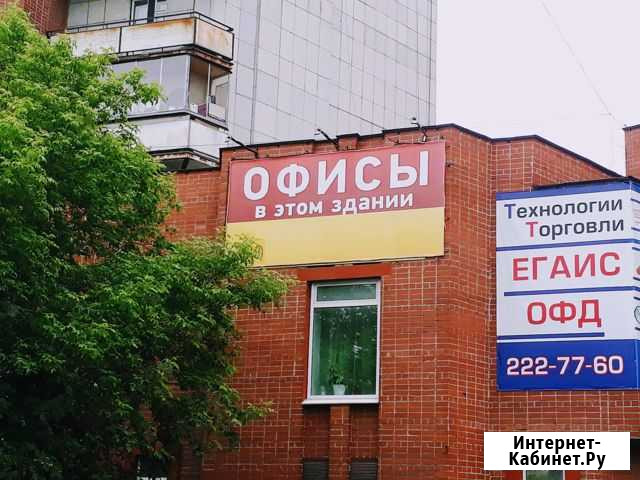 ОФИСЫ
в этом здании
Технологии
Торговли
ЕГАИС
ОФД
222-77-60
Интернет-
Кабинет.Ру